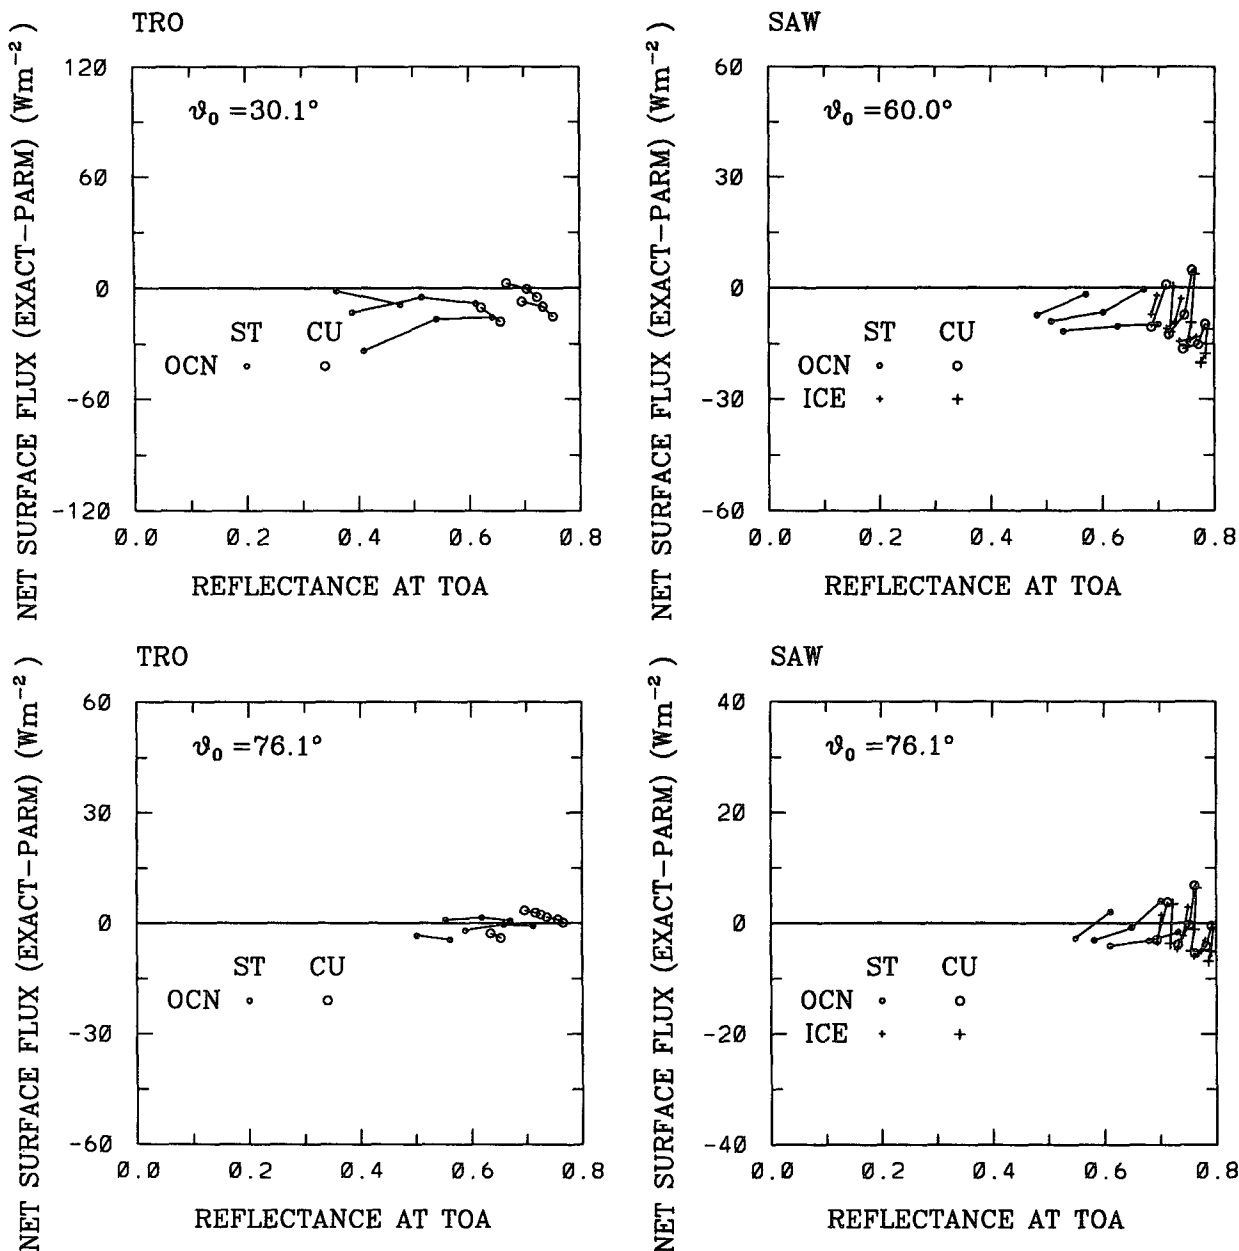 TRO
NET SURFACE FLUX (EXACT-PARM) (Wm⁻²)
120
60
0
-60
-120
ϑ₀ =30.1°
ST CU
OCN
0.0 0.2 0.4 0.6 0.8
REFLECTANCE AT TOA
SAW
NET SURFACE FLUX (EXACT-PARM) (Wm⁻²)
60
30
0
-30
-60
ϑ₀ =60.0°
ST CU
OCN
ICE
0.0 0.2 0.4 0.6 0.8
REFLECTANCE AT TOA
TRO
NET SURFACE FLUX (EXACT-PARM) (Wm⁻²)
60
30
0
-30
-60
ϑ₀ =76.1°
ST CU
OCN
0.0 0.2 0.4 0.6 0.8
REFLECTANCE AT TOA
SAW
NET SURFACE FLUX (EXACT-PARM) (Wm⁻²)
40
20
0
-20
-40
ϑ₀ =76.1°
ST CU
OCN
ICE
0.0 0.2 0.4 0.6 0.8
REFLECTANCE AT TOA